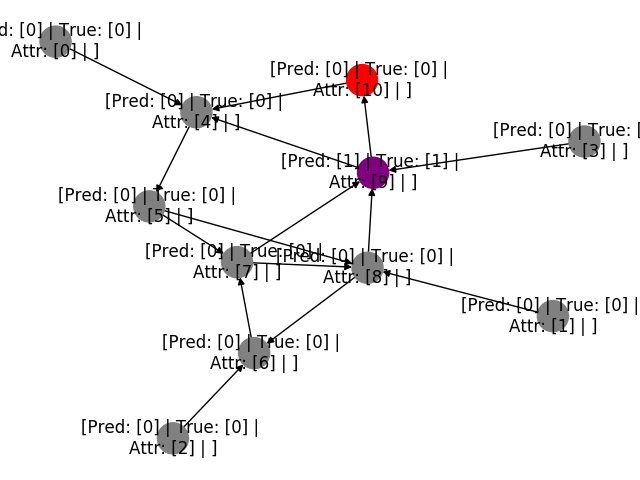 d: [0] | True: [0] |
Attr: [0] | ]
[Pred: [0] | True: [0] |
Attr: [10] | ]
[Pred: [0] | True: [0] |
Attr: [4] | ]
[Pred: [0] | True: [
Attr: [3] | ]
[Pred: [1] | True: [1] |
Attr: [9] | ]
[Pred: [0] | True: [0] |
Attr: [5] | ]
[Pred: [0] | True: [0] |
Attr: [7] | ]
[Pred: [0] | True: [0] |
Attr: [8] | ]
[Pred: [0] | True: [0] |
Attr: [1] | ]
[Pred: [0] | True: [0] |
Attr: [6] | ]
[Pred: [0] | True: [0] |
Attr: [2] | ]